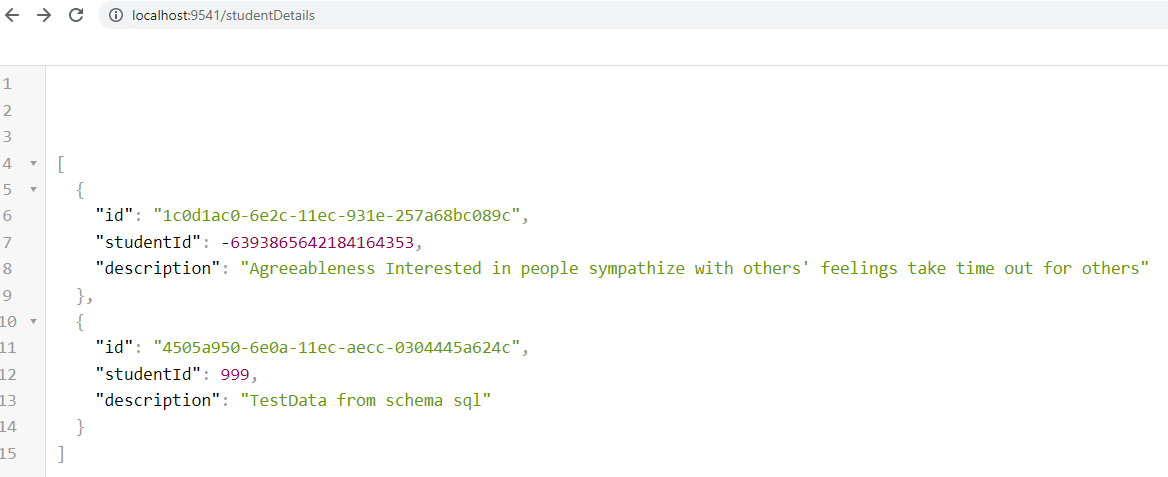 localhost:9541/studentDetails
1
2
3
4 [
5 {
6 "id": "1c0d1ac0-6e2c-11ec-931e-257a68bc089c",
7 "studentId": -6393865642184164353,
8 "description": "Agreeableness Interested in people sympathize with others' feelings take time out for others"
9 },
10 {
11 "id": "4505a950-6e0a-11ec-aecc-0304445a624c",
12 "studentId": 999,
13 "description": "TestData from schema sql"
14 }
15 ]